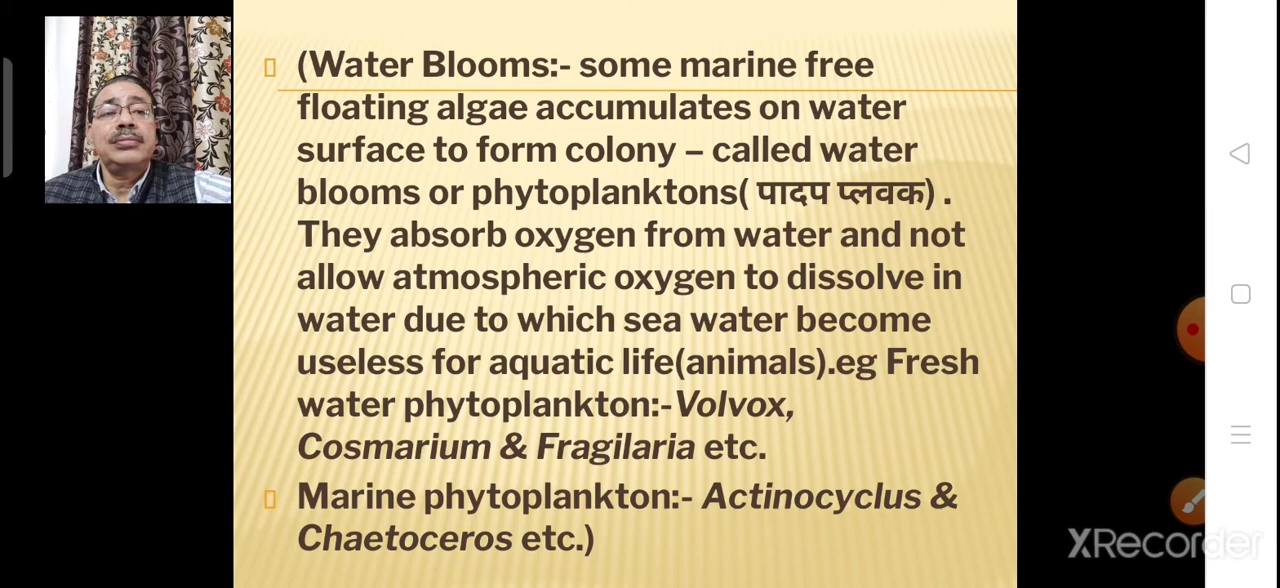 (Water Blooms:- some marine free
floating algae accumulates on water
surface to form colony – called water
blooms or phytoplanktons( पादप प्लवक) .
They absorb oxygen from water and not
allow atmospheric oxygen to dissolve in
water due to which sea water become
useless for aquatic life(animals).eg Fresh
water phytoplankton:-Volvox,
Cosmarium & Fragilaria etc.
Marine phytoplankton:- Actinocyclus &
Chaetoceros etc.)
XRecorder